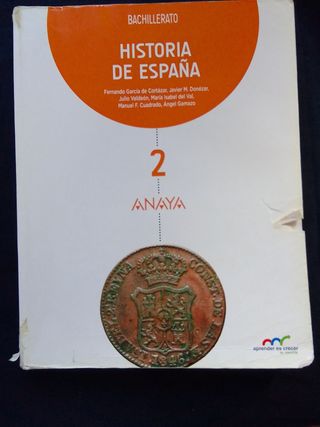 BACHILLERATO
HISTORIA
DE ESPAÑA
Fernando García de Cortázar, Javier M. Donézar,
Julio Valdeón, María Isabel del Val,
Manuel F. Cuadrado, Ángel Gamazo
2
ANAYA
aprender es crecer